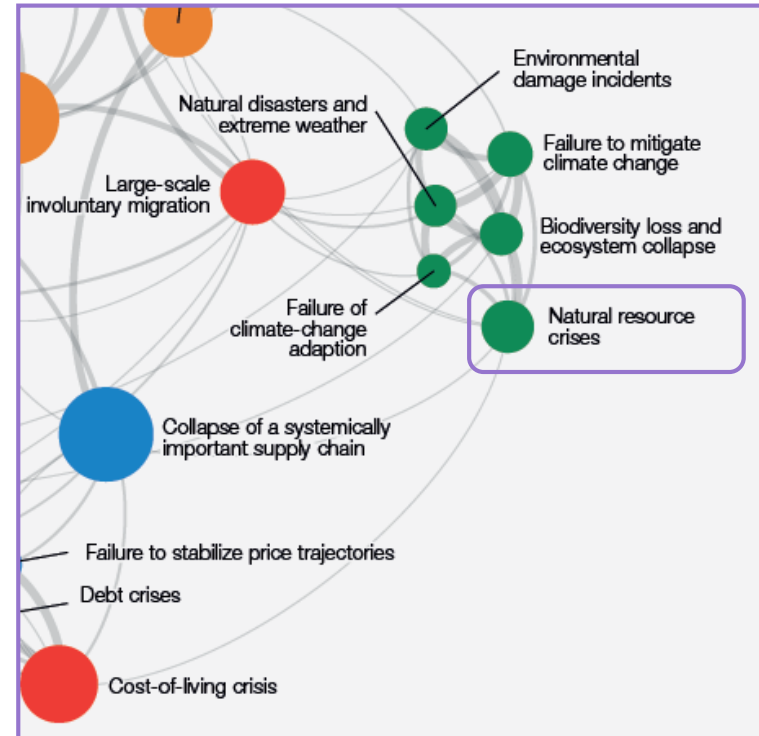 Environmental
damage incidents
Natural disasters and
extreme weather
Failure to mitigate
climate change
Large-scale
involuntary migration
Biodiversity loss and
ecosystem collapse
Failure of
climate-change
adaption
Natural resource
crises
Collapse of a systemically
important supply chain
Failure to stabilize price trajectories
Debt crises
Cost-of-living crisis